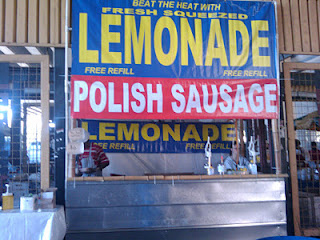 BEAT THE HEAT WITH
FRESH SQUEEZED
LEMONADE
FREE REFILL FREE REFILL
POLISH SAUSAGE
LEMONADE
FREE REFILL FREE REFILL